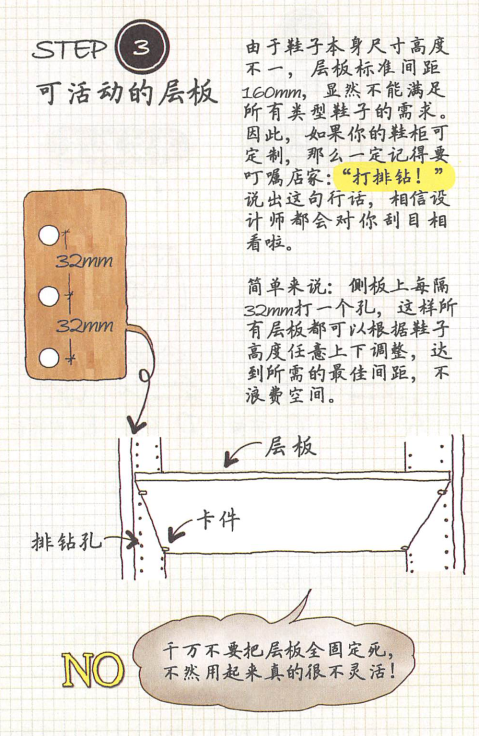 STEP 3
可活动的层板
由于鞋子本身尺寸高度
不一，层板标准间距
160mm，显然不能满足
所有类型鞋子的需求。
因此，如果你的鞋柜可
定制，那么一定记得要
叮嘱店家：“打排钻！”
说出这句行话，相信设
计师都会对你刮目相
看啦。
32mm
32mm
简单来说：侧板上每隔
32mm打一个孔，这样所
有层板都可以根据鞋子
高度任意上下调整，达
到所需的最佳间距，不
浪费空间。
层板
卡件
排钻孔
NO
千万不要把层板全固定死，
不然用起来真的很不灵活！